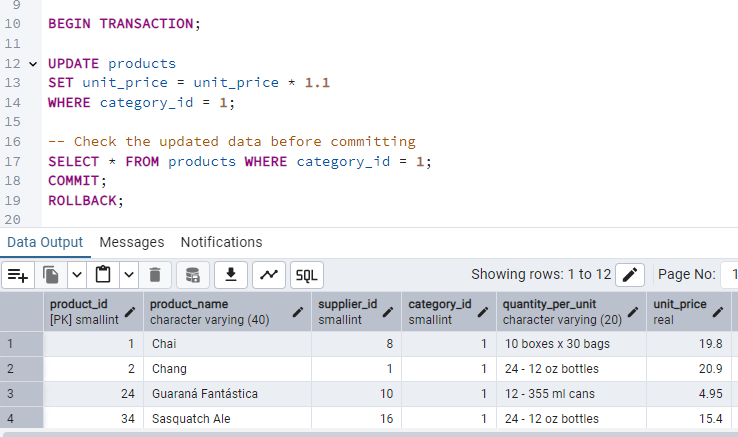 9
10 BEGIN TRANSACTION;
11
12 UPDATE products
13 SET unit_price = unit_price * 1.1
14 WHERE category_id = 1;
15
16 -- Check the updated data before committing
17 SELECT * FROM products WHERE category_id = 1;
18 COMMIT;
19 ROLLBACK;
20
Data Output Messages Notifications
SQL Showing rows: 1 to 12 Page No: 1
product_id product_name supplier_id category_id quantity_per_unit unit_price
[PK] smallint character varying (40) smallint smallint character varying (20) real
1 1 Chai 8 1 10 boxes x 30 bags 19.8
2 2 Chang 1 1 24 - 12 oz bottles 20.9
3 24 Guaraná Fantástica 10 1 12 - 355 ml cans 4.95
4 34 Sasquatch Ale 16 1 24 - 12 oz bottles 15.4